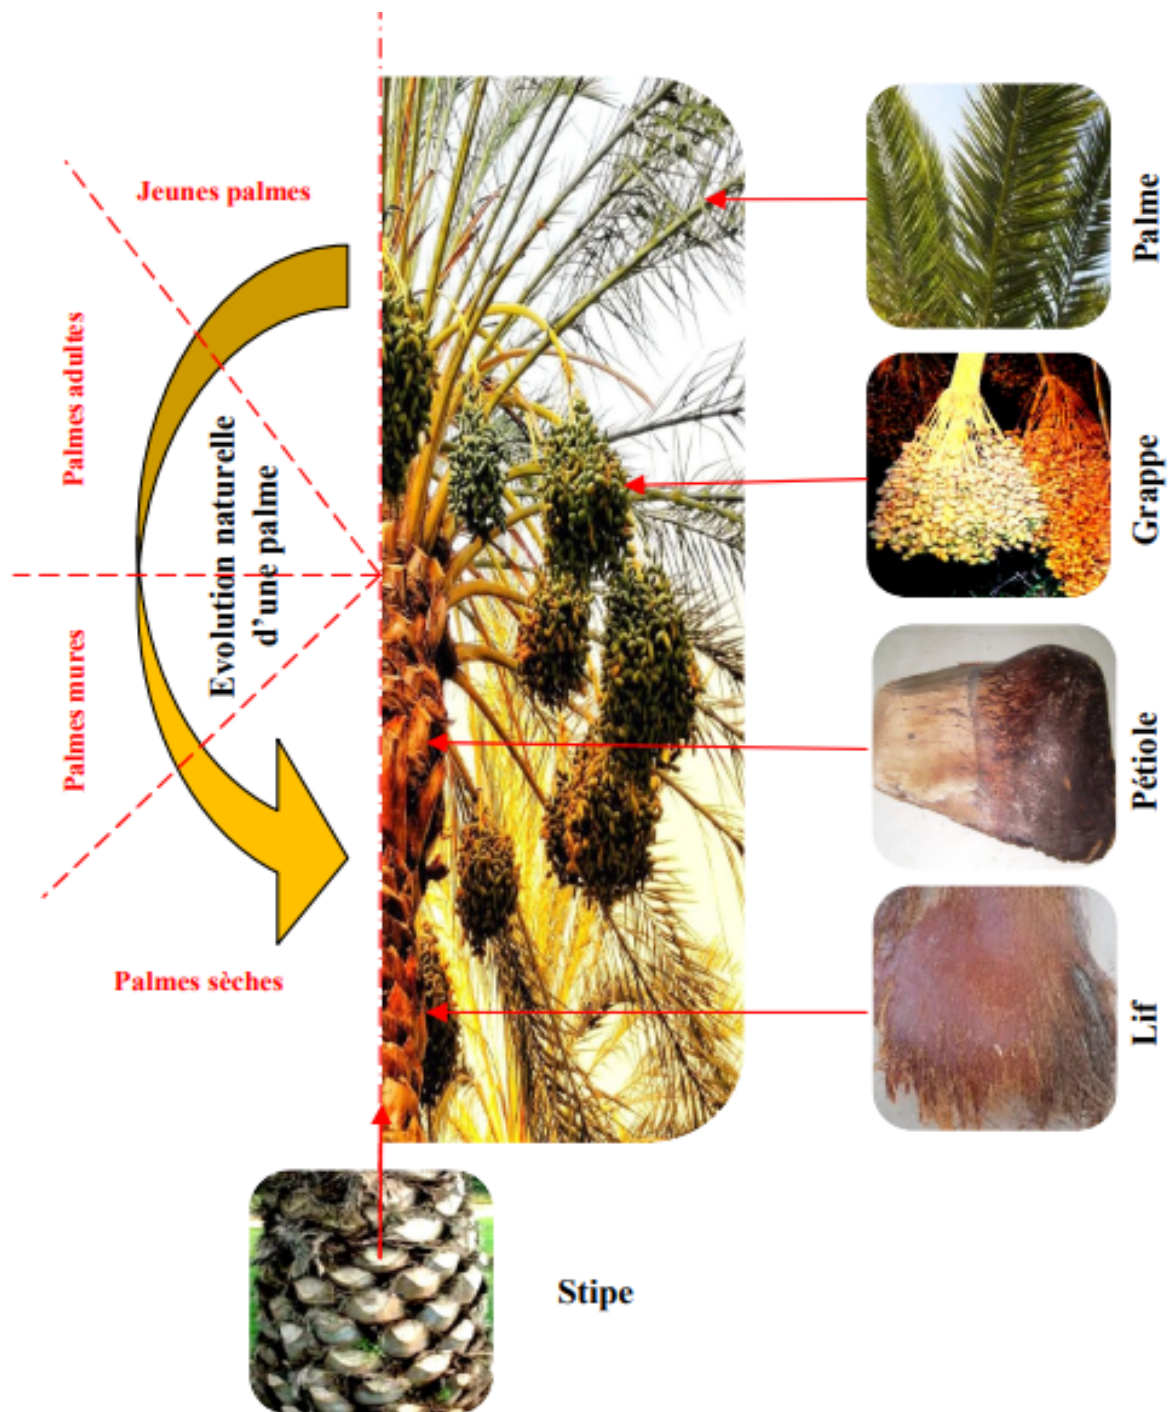 Jeunes palmes
Palmes adultes
Evolution naturelle
d’une palme
Palmes mures
Palmes sèches
Palme
Grappe
Pétiole
Lif
Stipe